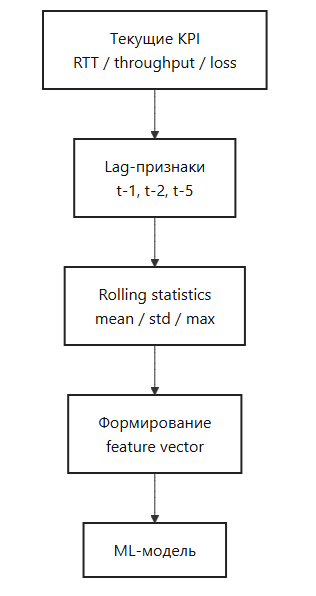 Текущие KPI
RTT / throughput / loss
Lag-признаки
t-1, t-2, t-5
Rolling statistics
mean / std / max
Формирование
feature vector
ML-модель